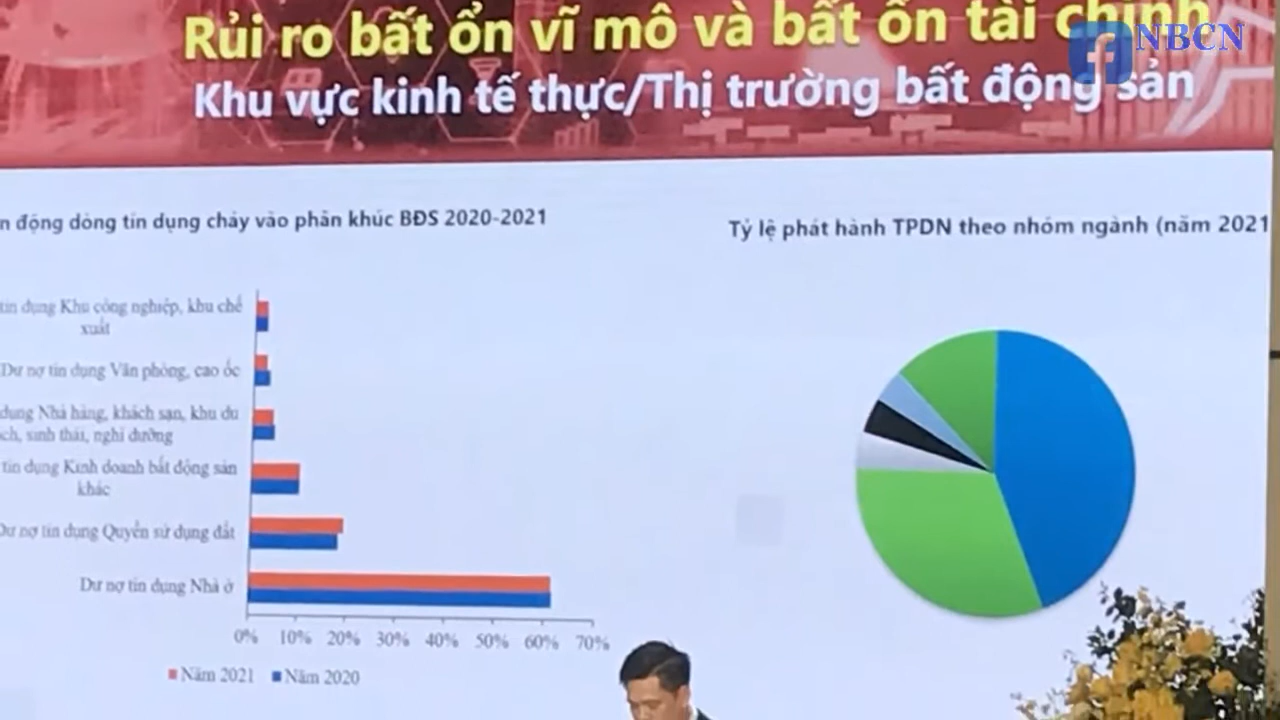 Rủi ro bất ổn vĩ mô và bất ổn tài chính
NBCN
Khu vực kinh tế thực/Thị trường bất động sản
động dòng tín dụng chảy vào phân khúc BĐS 2020-2021
Tỷ lệ phát hành TPDN theo nhóm ngành (năm 2021
tín dụng Khu công nghiệp, khu chế
xuất
Dư nợ tín dụng Văn phòng, cao ốc
dụng Nhà hàng, khách sạn, khu du
sinh thái, nghỉ dưỡng
tín dụng Kinh doanh bất động sản
khác
Dư nợ tín dụng Quyền sử dụng đất
Dư nợ tín dụng Nhà ở
0% 10% 20% 30% 40% 50% 60% 70%
Năm 2021 Năm 2020